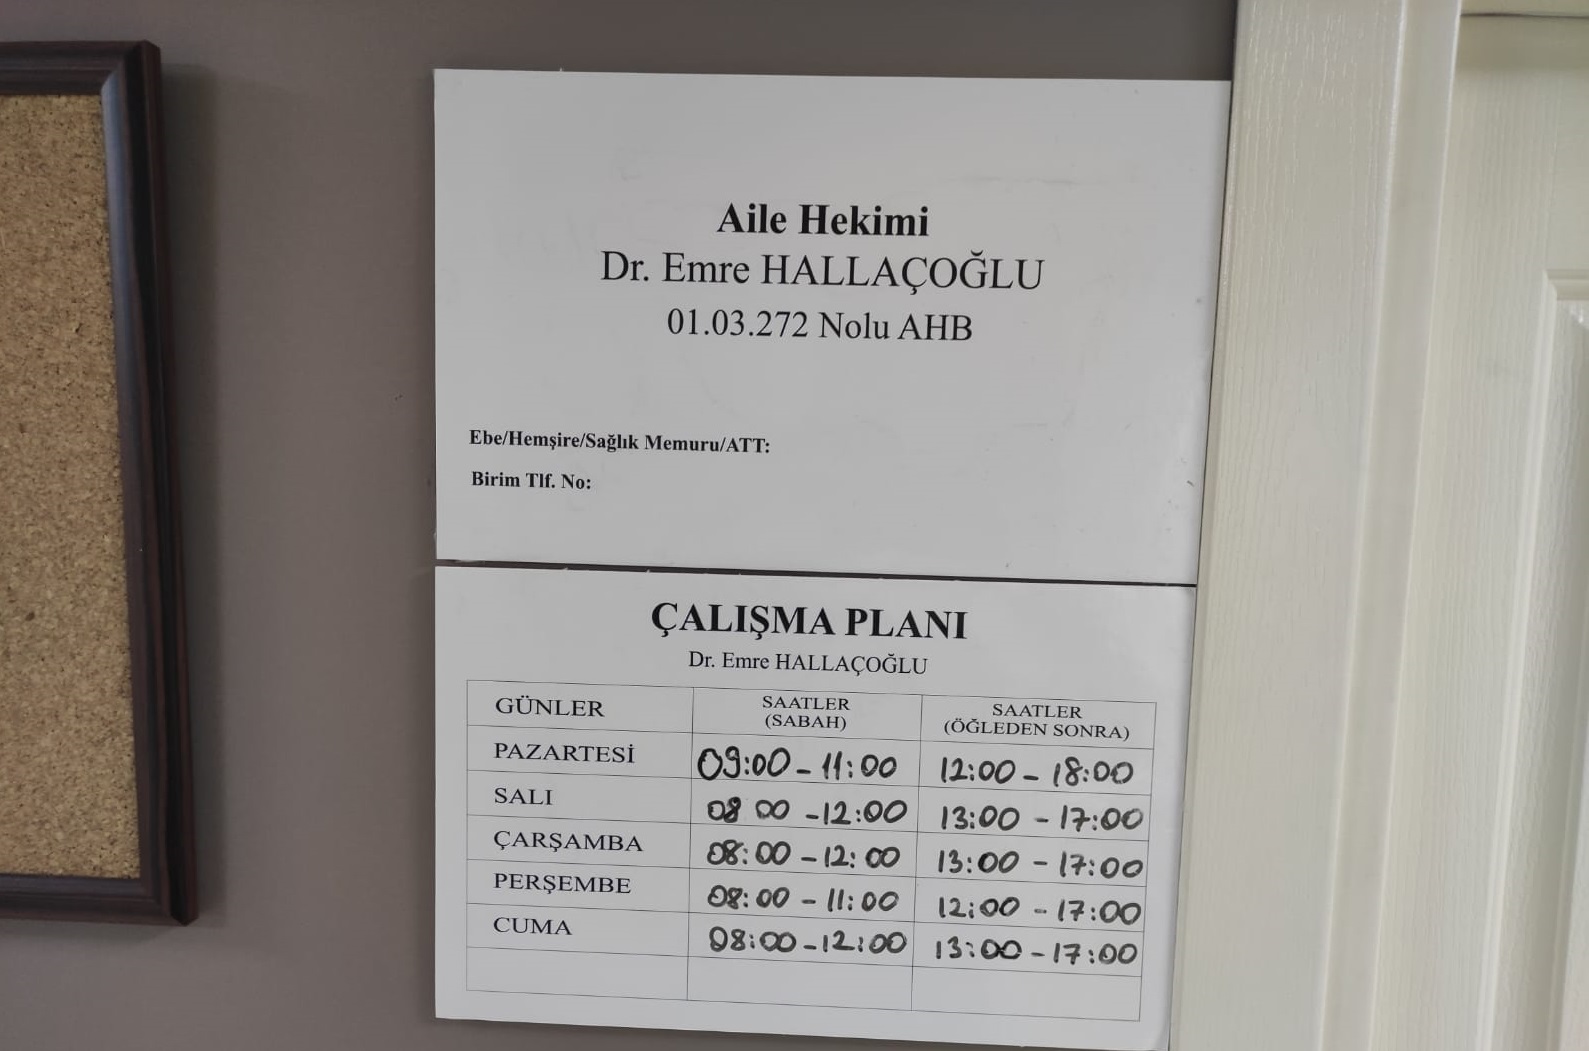 Aile Hekimi
Dr. Emre HALLAÇOĞLU
01.03.272 Nolu AHB
Ebe/Hemşire/Sağlık Memuru/ATT:
Birim Tlf. No:
ÇALIŞMA PLANI
Dr. Emre HALLAÇOĞLU
GÜNLER SAATLER (SABAH) SAATLER (ÖĞLEDEN SONRA)
PAZARTESİ 09:00 - 11:00 12:00 - 18:00
SALI 08 00 - 12:00 13:00 - 17:00
ÇARŞAMBA 08:00 - 12:00 13:00 - 17:00
PERŞEMBE 08:00 - 11:00 12:00 - 17:00
CUMA 08:00 - 12:00 13:00 - 17:00